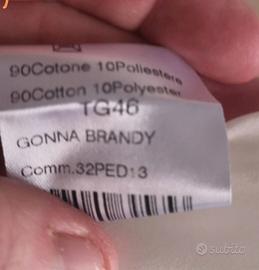 90Cotone 10Poliestere
90Cotton 10Polyester
TG46
GONNA BRANDY
Comm.32PED13
subito